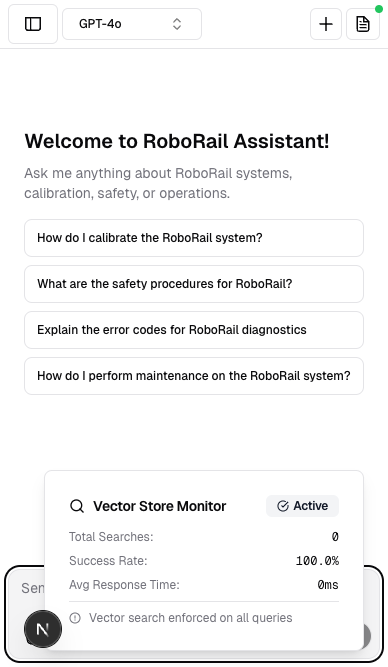 GPT-4o
Welcome to RoboRail Assistant!
Ask me anything about RoboRail systems,
calibration, safety, or operations.
How do I calibrate the RoboRail system?
What are the safety procedures for RoboRail?
Explain the error codes for RoboRail diagnostics
How do I perform maintenance on the RoboRail system?
Vector Store Monitor Active
Total Searches: 0
Success Rate: 100.0%
Avg Response Time: 0ms
Sen
Vector search enforced on all queries
N